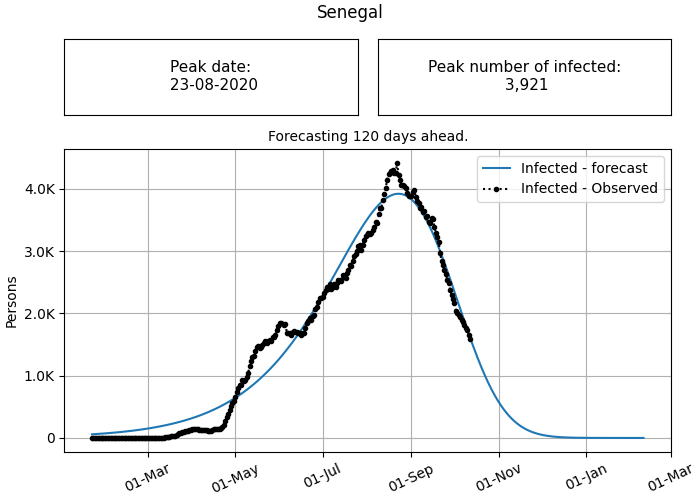 Senegal
Peak date:
23-08-2020
Peak number of infected:
3,921
Forecasting 120 days ahead.
Infected - forecast
Infected - Observed
4.0K
3.0K
2.0K
1.0K
0
Persons
01-Mar
01-May
01-Jul
01-Sep
01-Nov
01-Jan
01-Mar